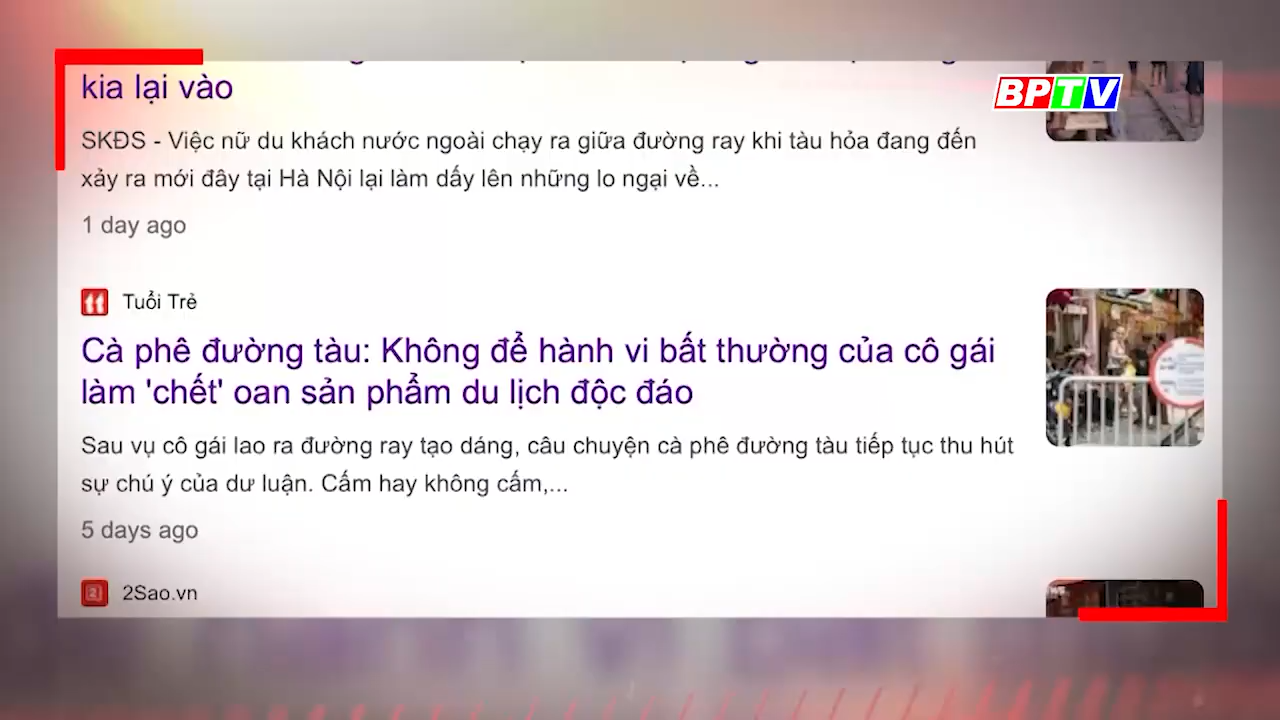 kia lại vào
BPTV
SKĐS - Việc nữ du khách nước ngoài chạy ra giữa đường ray khi tàu hỏa đang đến
xảy ra mới đây tại Hà Nội lại làm dấy lên những lo ngại về...
1 day ago
Tuổi Trẻ
Cà phê đường tàu: Không để hành vi bất thường của cô gái
làm 'chết' oan sản phẩm du lịch độc đáo
Sau vụ cô gái lao ra đường ray tạo dáng, câu chuyện cà phê đường tàu tiếp tục thu hút
sự chú ý của dư luận. Cấm hay không cấm,...
5 days ago
2Sao.vn